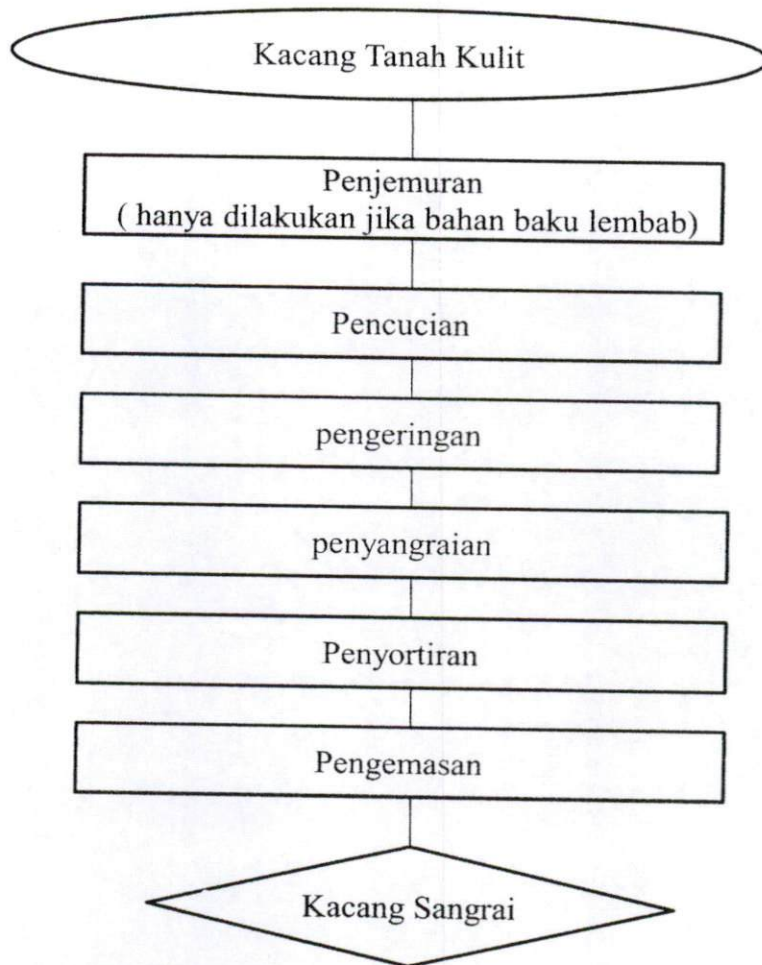 Kacang Tanah Kulit
Penjemuran
( hanya dilakukan jika bahan baku lembab)
Pencucian
pengeringan
penyangraian
Penyortiran
Pengemasan
Kacang Sangrai